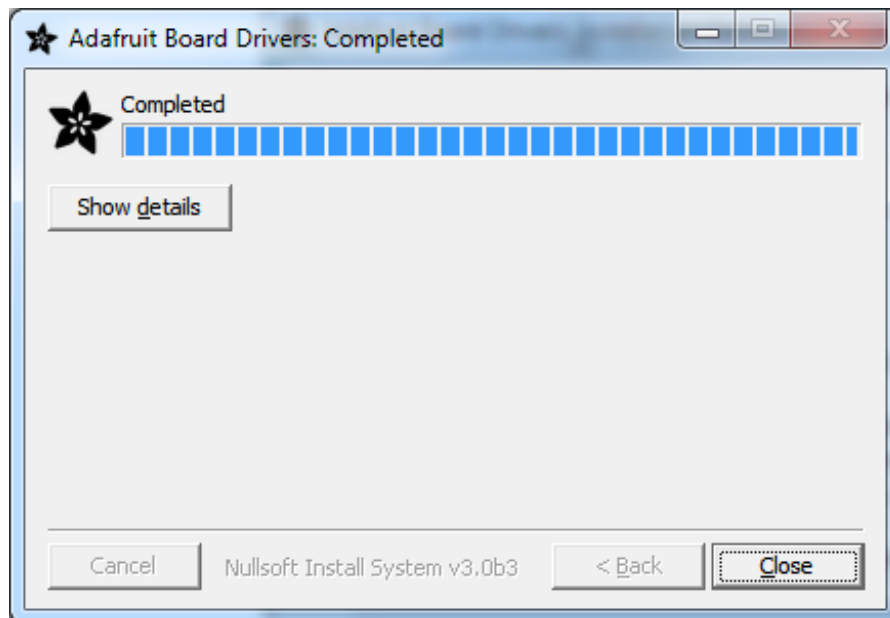 Adafruit Board Drivers: Completed
Completed
Show details
Cancel
Nullsoft Install System v3.0b3
< Back
Close